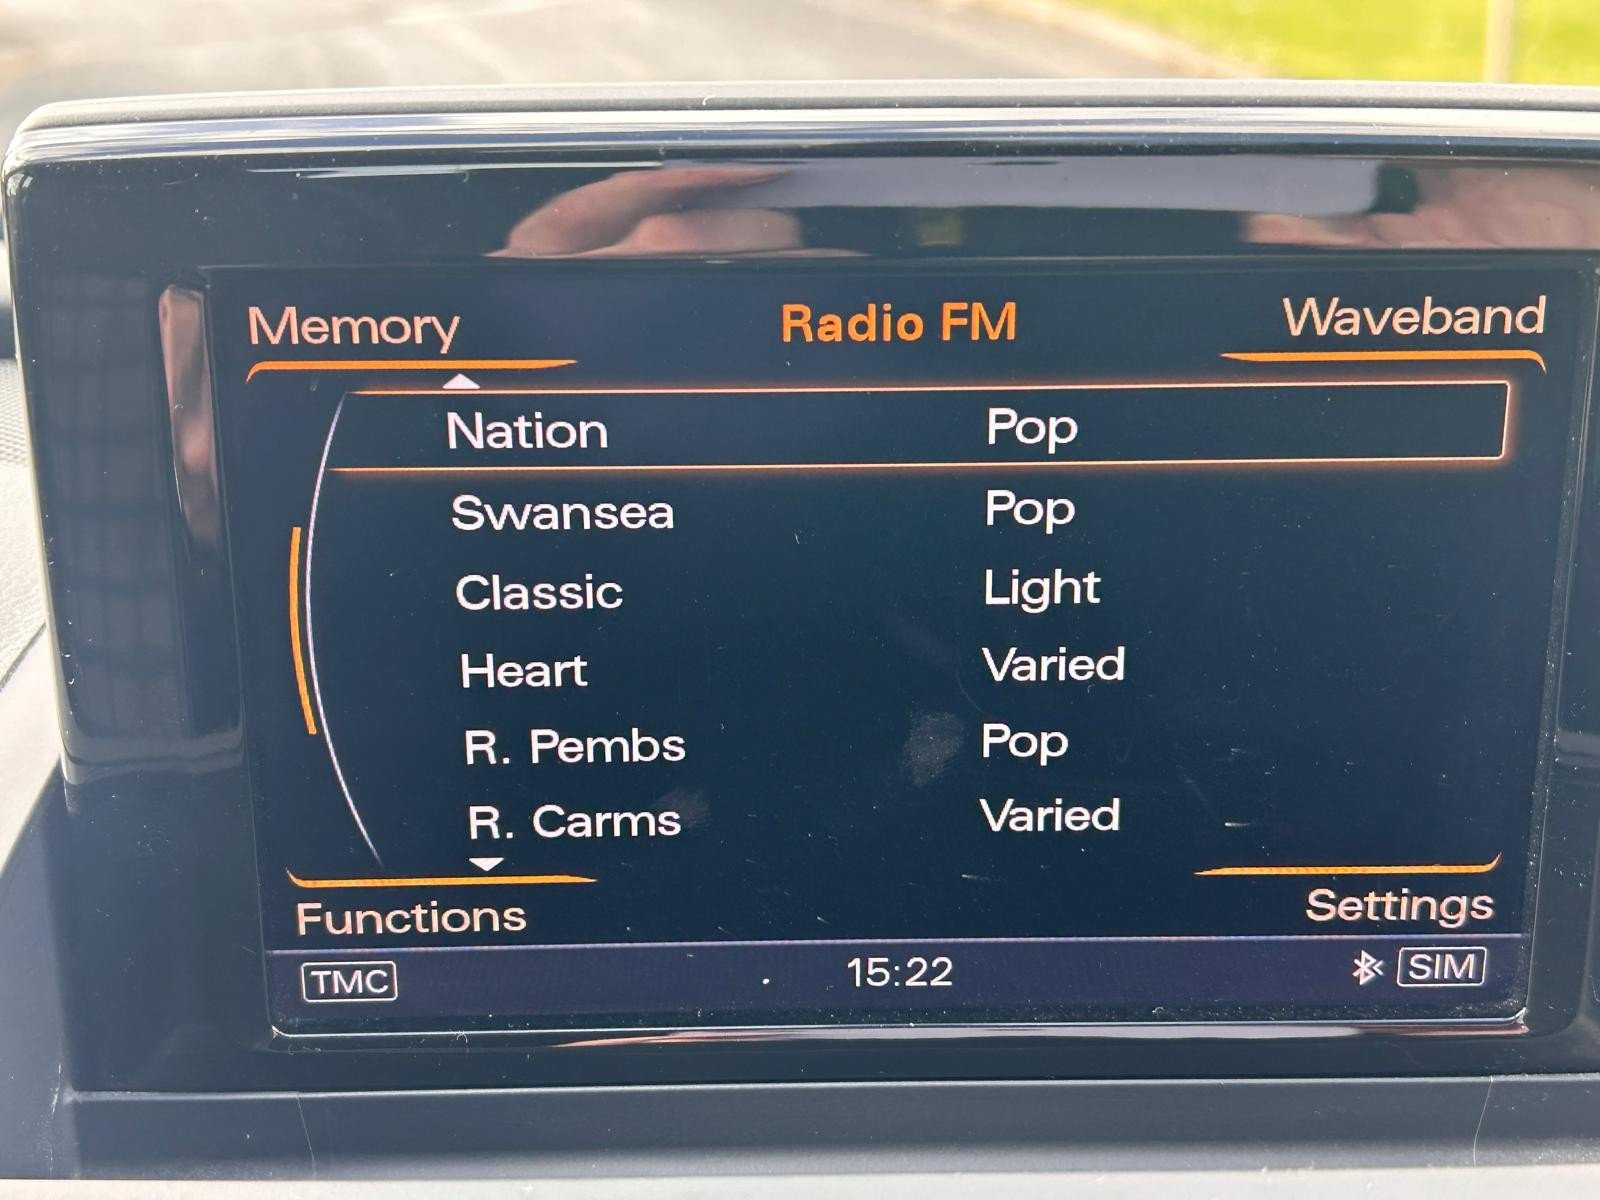 Memory Radio FM Waveband
Nation Pop
Swansea Pop
Classic Light
Heart Varied
R. Pembs Pop
R. Carms Varied
Functions Settings
TMC 15:22 SIM